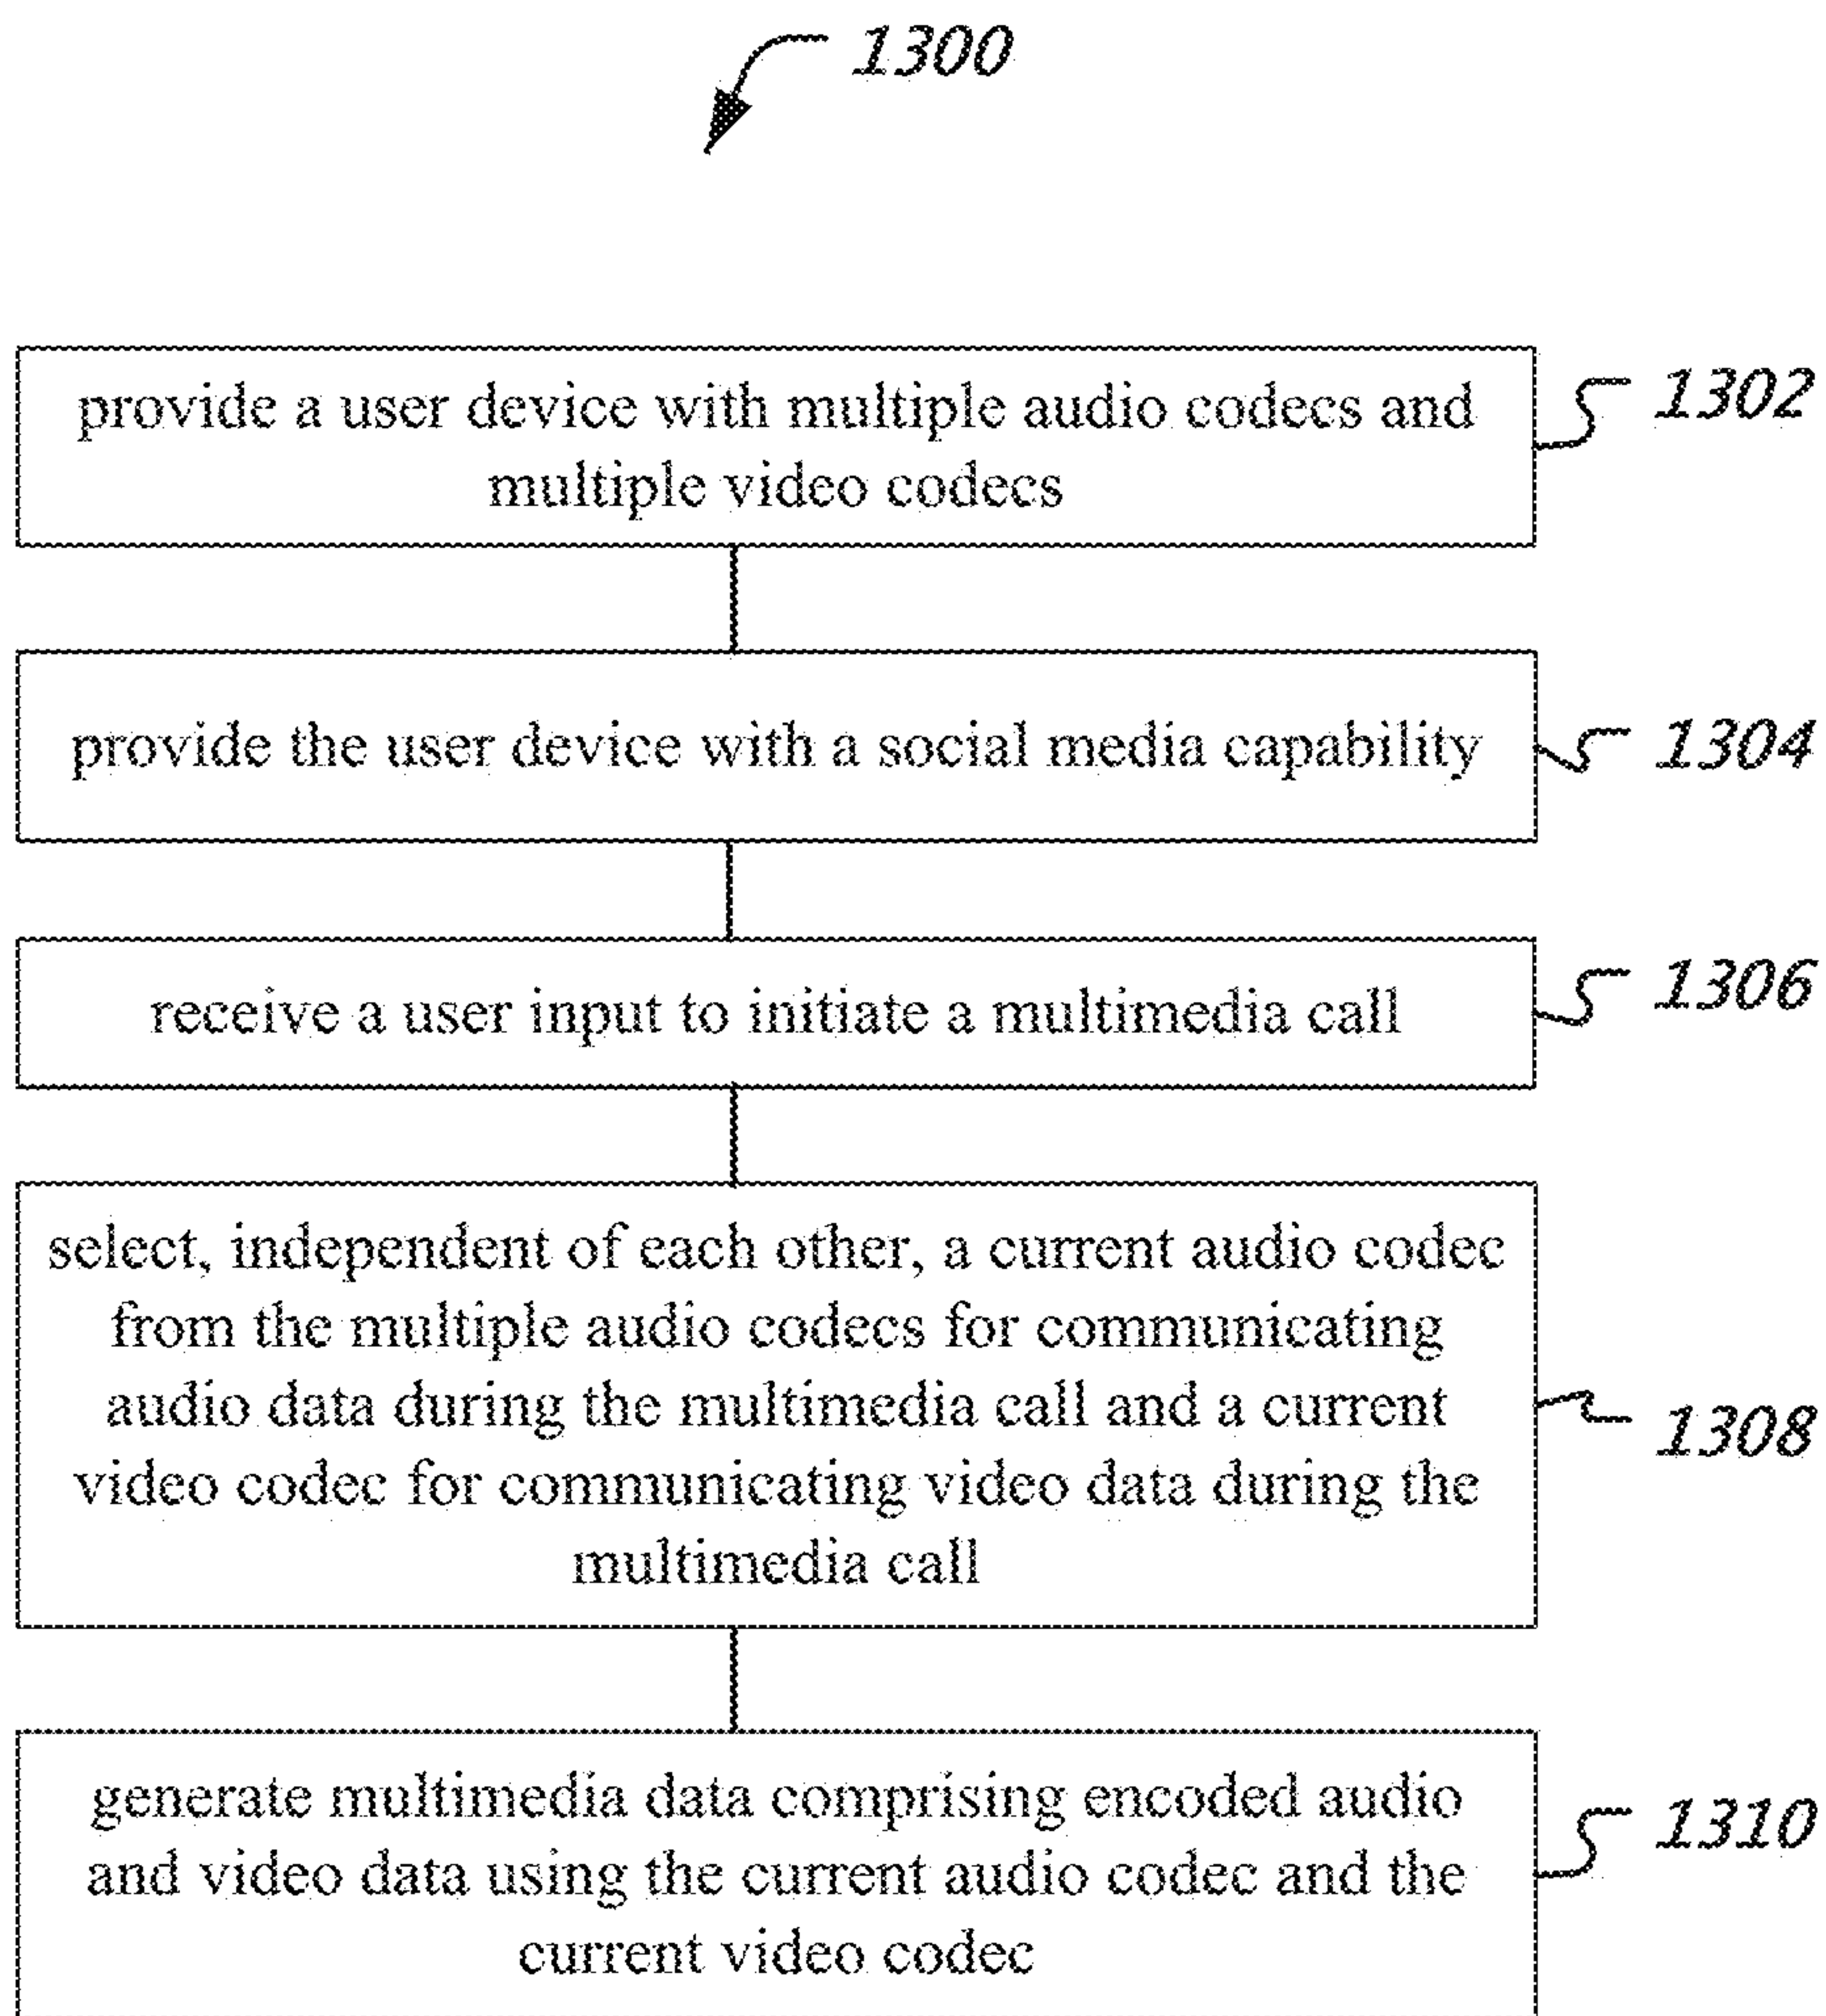 1300
provide a user device with multiple audio codecs and
multiple video codecs
1302
provide the user device with a social media capability
1304
receive a user input to initiate a multimedia call
1306
select, independent of each other, a current audio codec
from the multiple audio codecs for communicating
audio data during the multimedia call and a current
video codec for communicating video data during the
multimedia call
1308
generate multimedia data comprising encoded audio
and video data using the current audio codec and the
current video codec
1310